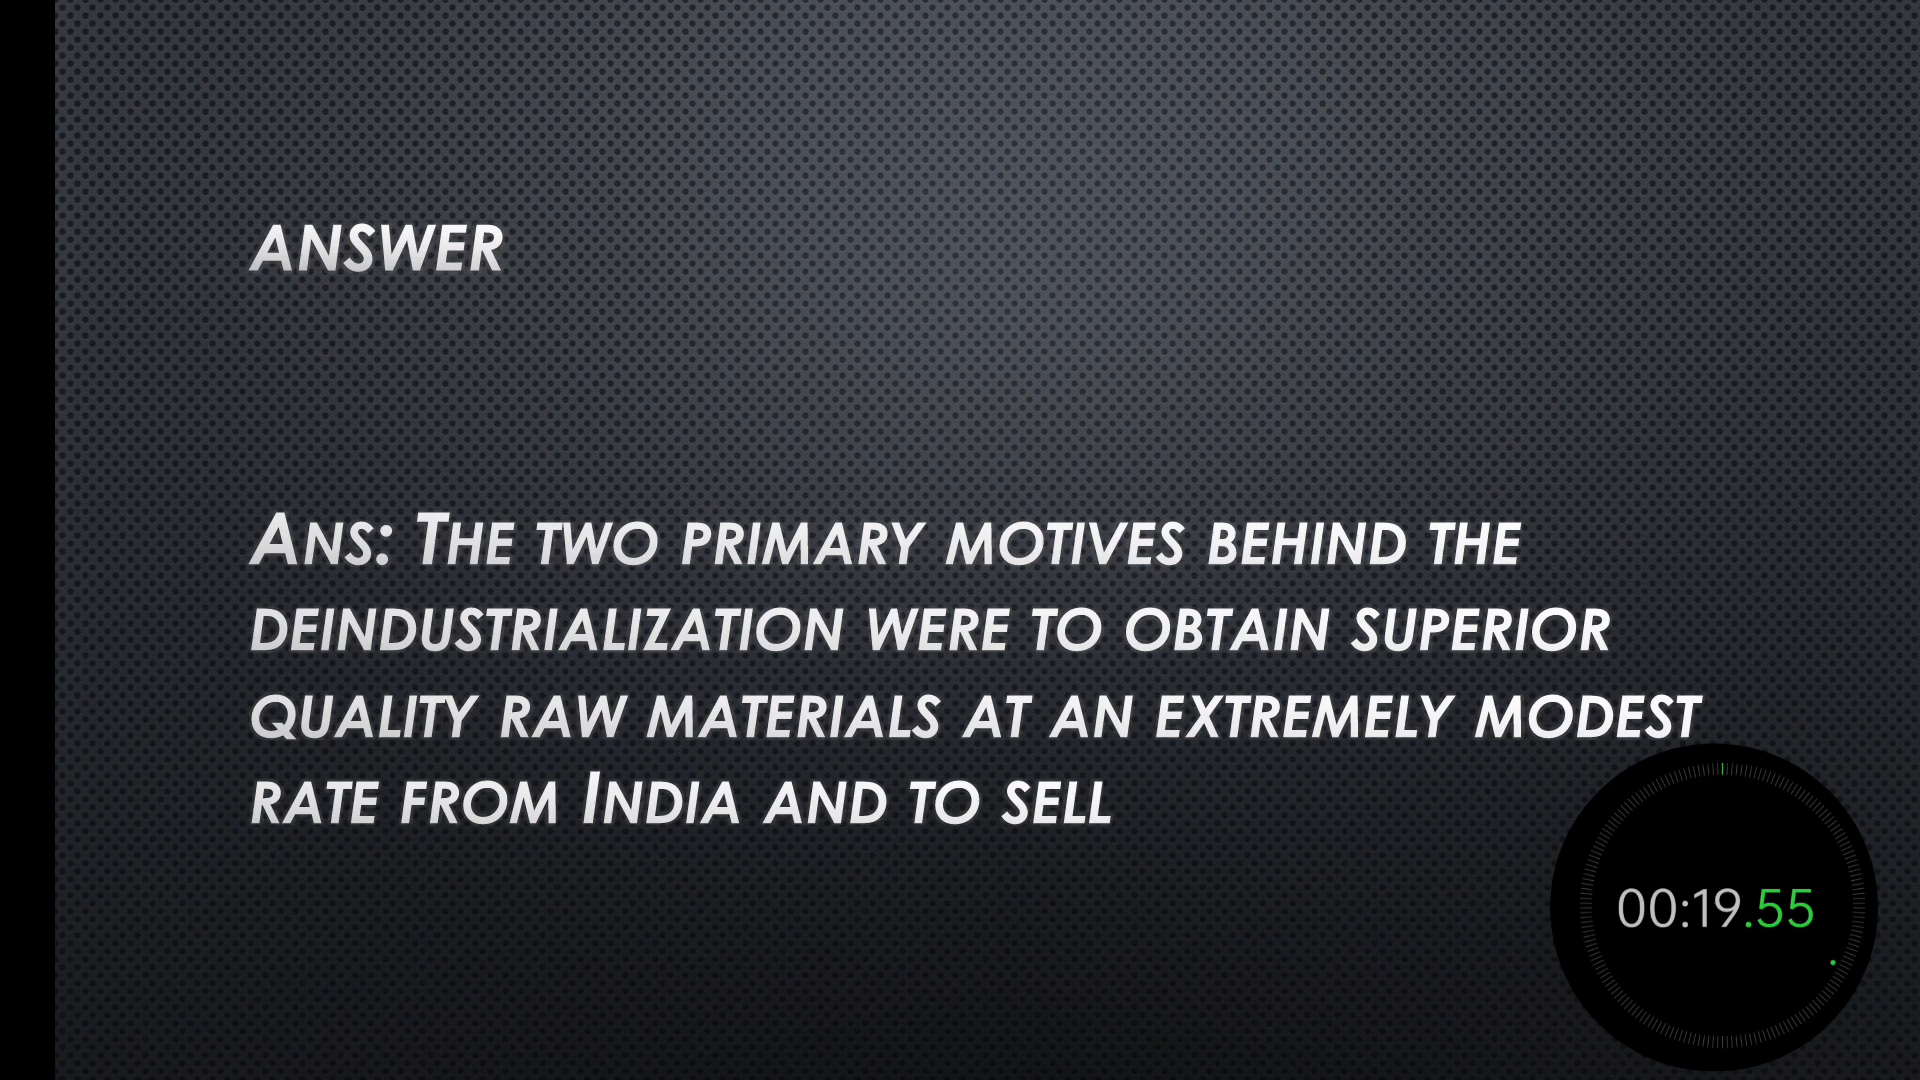 ANSWER
ANS: THE TWO PRIMARY MOTIVES BEHIND THE
DEINDUSTRIALIZATION WERE TO OBTAIN SUPERIOR
QUALITY RAW MATERIALS AT AN EXTREMELY MODEST
RATE FROM INDIA AND TO SELL
00:19.55